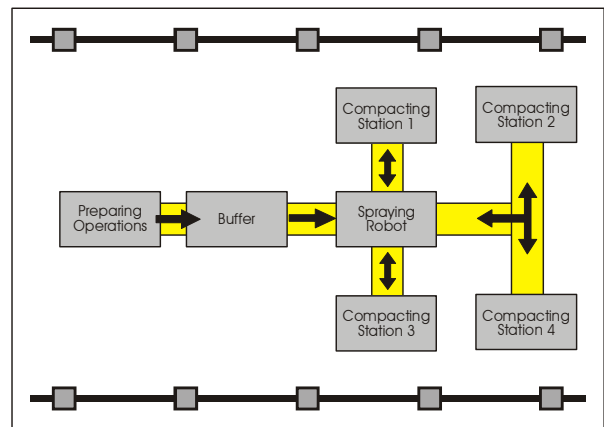 Compacting
Station 1
Compacting
Station 2
Preparing
Operations
Buffer
Spraying
Robot
Compacting
Station 3
Compacting
Station 4